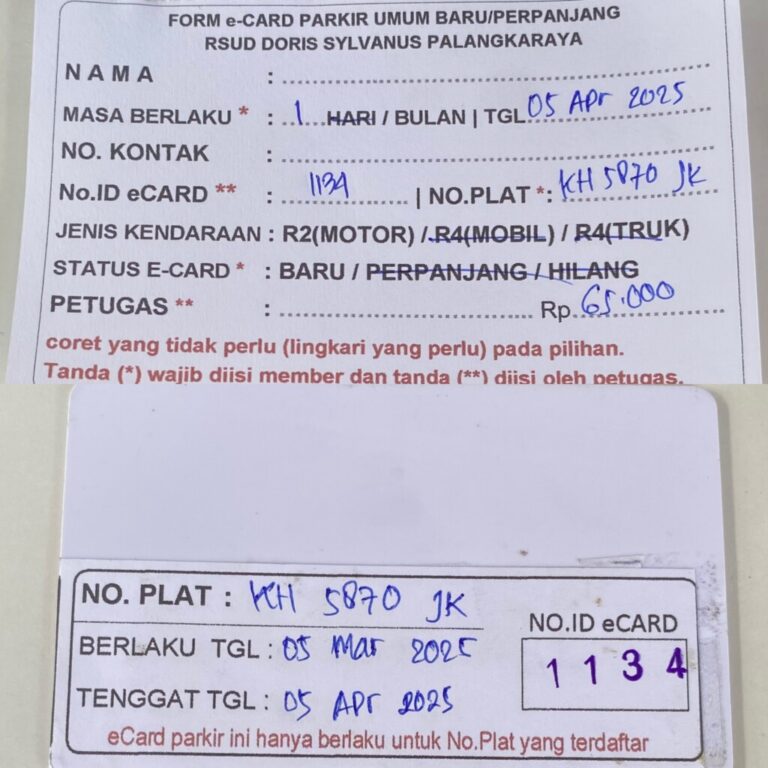 FORM e-CARD PARKIR UMUM BARU/PERPANJANG
RSUD DORIS SYLVANUS PALANGKARAYA
NAMA : ........................
MASA BERLAKU * : 1 HARI / BULAN | TGL 05 Apr 2025
NO. KONTAK : ........................
No.ID eCARD ** : 1134 | NO.PLAT *: KH 5870 JK
JENIS KENDARAAN : R2(MOTOR) / R4(MOBIL) / R4(TRUK)
STATUS E-CARD * : BARU / PERPANJANG / HILANG
PETUGAS ** : ........................ Rp 65.000
coret yang tidak perlu (lingkari yang perlu) pada pilihan.
Tanda (*) wajib diisi member dan tanda (**) diisi oleh petugas.
NO. PLAT : KH 5870 JK
BERLAKU TGL : 05 Mar 2025
TENGGAT TGL : 05 Apr 2025
NO.ID eCARD
1 1 3 4
eCard parkir ini hanya berlaku untuk No.Plat yang terdaftar